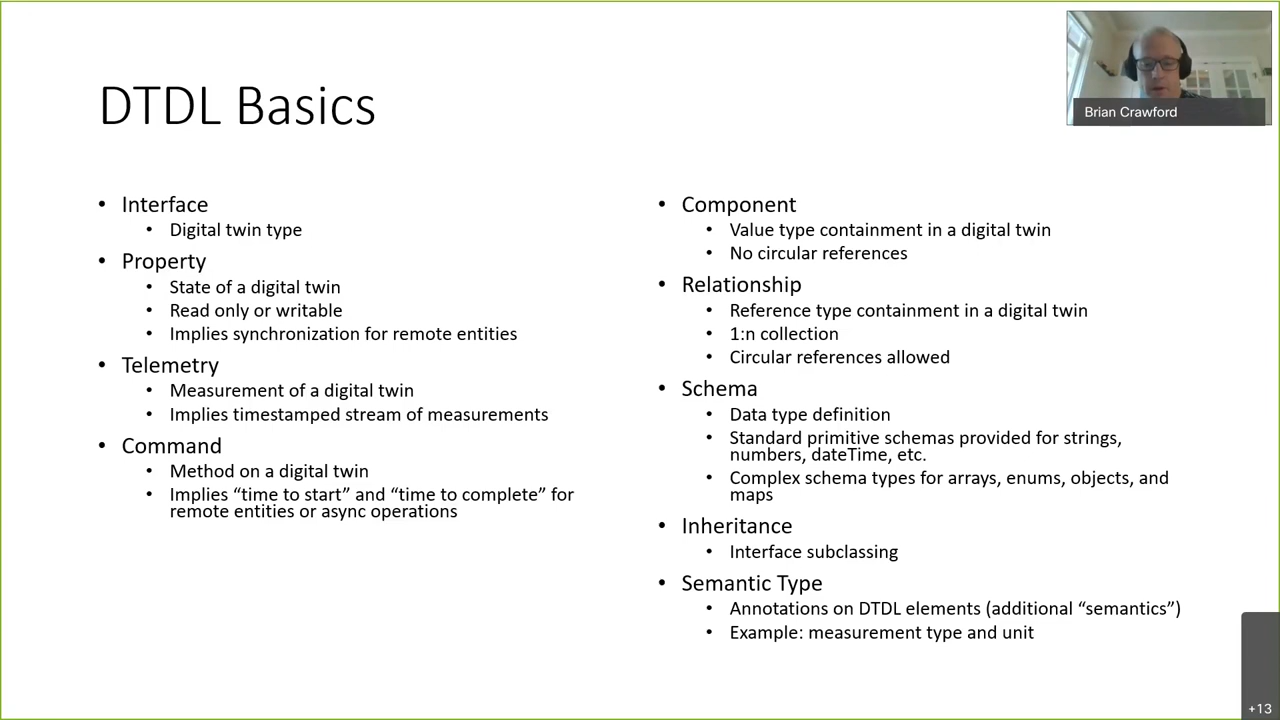 DTDL Basics
Brian Crawford
• Interface
• Digital twin type
• Property
• State of a digital twin
• Read only or writable
• Implies synchronization for remote entities
• Telemetry
• Measurement of a digital twin
• Implies timestamped stream of measurements
• Command
• Method on a digital twin
• Implies “time to start” and “time to complete” for
remote entities or async operations
• Component
• Value type containment in a digital twin
• No circular references
• Relationship
• Reference type containment in a digital twin
• 1:n collection
• Circular references allowed
• Schema
• Data type definition
• Standard primitive schemas provided for strings,
numbers, dateTime, etc.
• Complex schema types for arrays, enums, objects, and
maps
• Inheritance
• Interface subclassing
• Semantic Type
• Annotations on DTDL elements (additional “semantics”)
• Example: measurement type and unit
+13